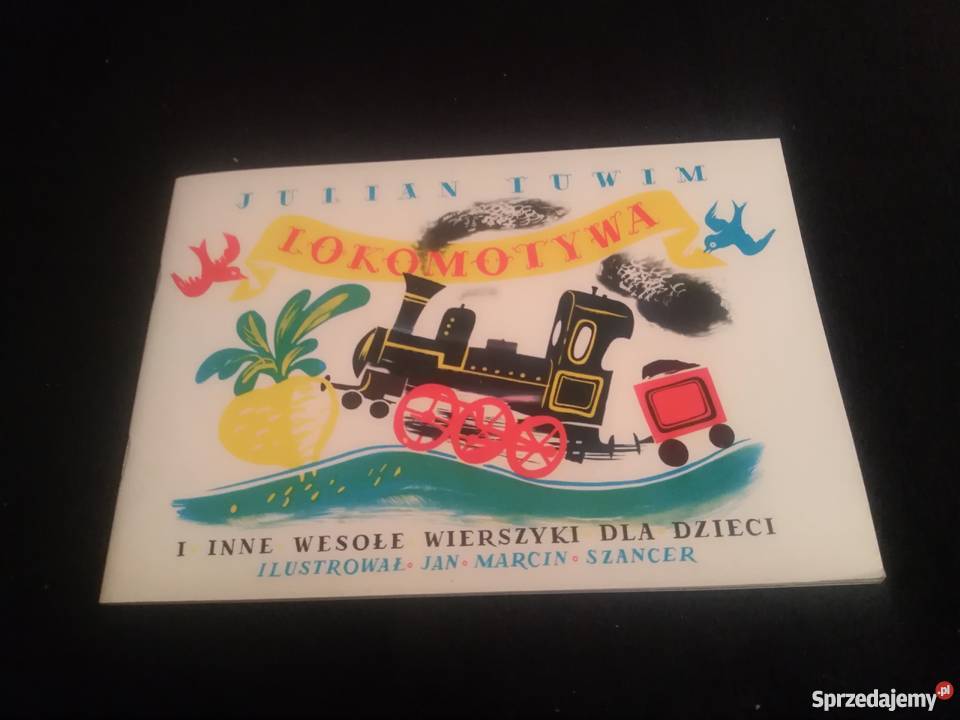 JULIAN TUWIM
LOKOMOTYWA
I INNE WESOŁE WIERSZYKI DLA DZIECI
ILUSTROWAŁ JAN MARCIN SZANCER
Sprzedajemy.pl